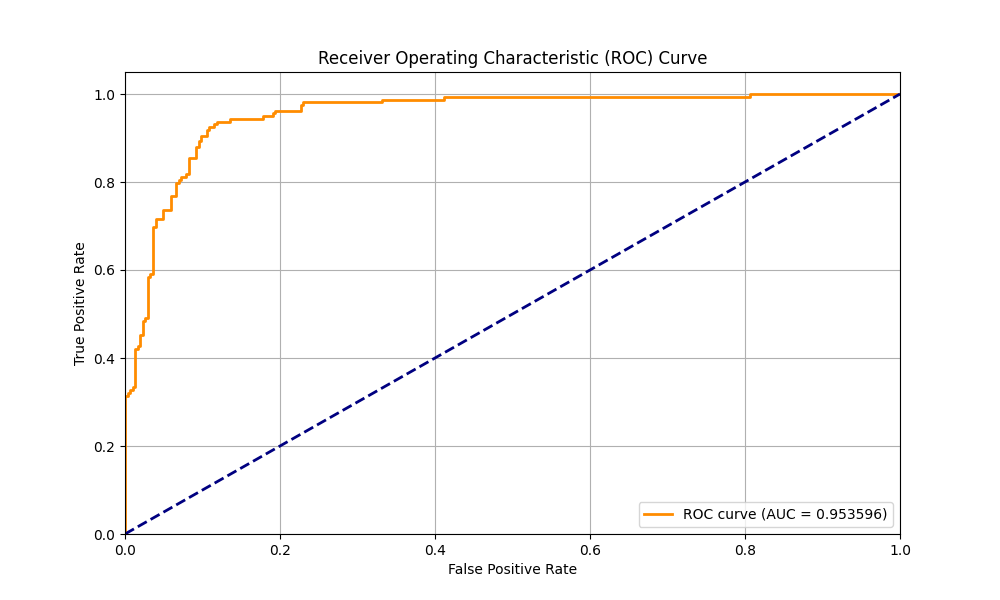 Receiver Operating Characteristic (ROC) Curve
True Positive Rate
1.0
0.8
0.6
0.4
0.2
0.0
ROC curve (AUC = 0.953596)
0.0 0.2 0.4 0.6 0.8 1.0
False Positive Rate